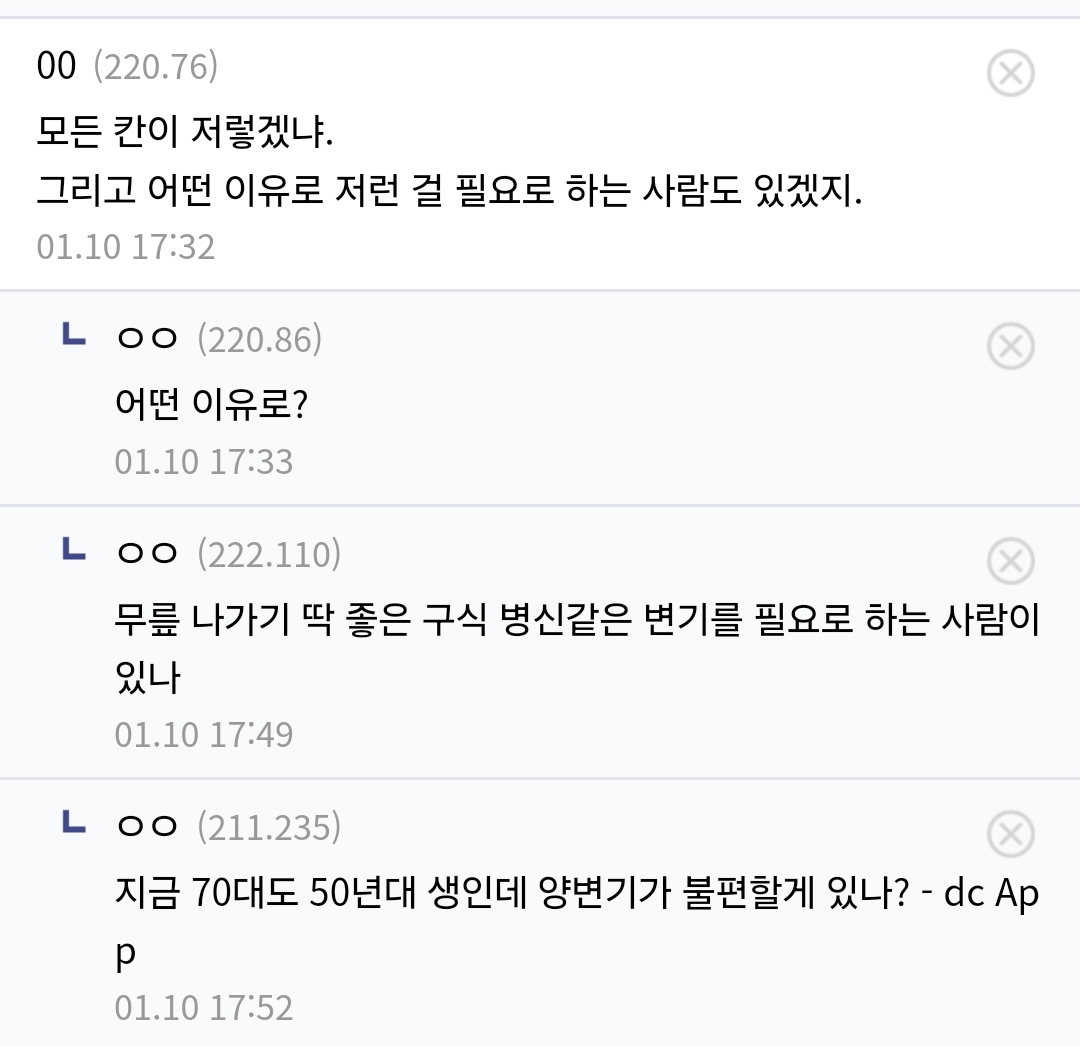 00 (220.76)
모든 칸이 저렇겠냐.
그리고 어떤 이유로 저런 걸 필요로 하는 사람도 있겠지.
01.10 17:32
ㅇㅇ (220.86)
어떤 이유로?
01.10 17:33
ㅇㅇ (222.110)
무릎 나가기 딱 좋은 구식 병신같은 변기를 필요로 하는 사람이
있나
01.10 17:49
ㅇㅇ (211.235)
지금 70대도 50년대 생인데 양변기가 불편할게 있나? - dc Ap
p
01.10 17:52